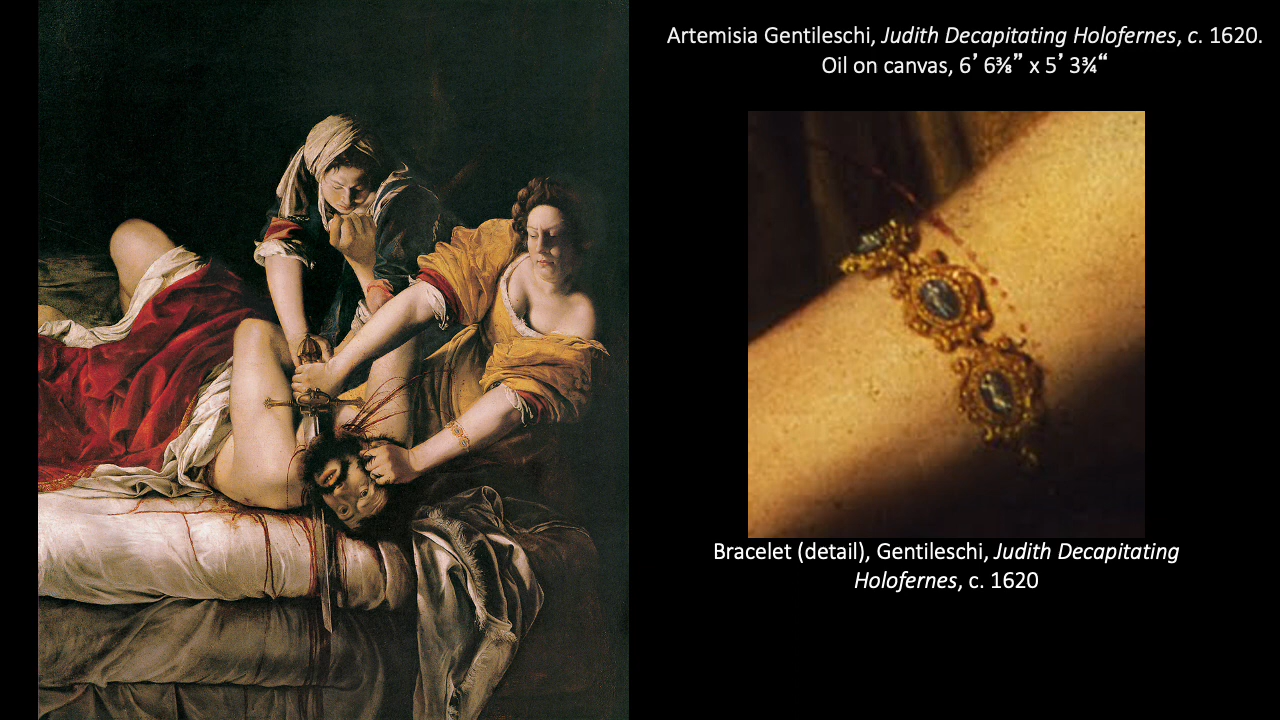 Artemisia Gentileschi, Judith Decapitating Holofernes, c. 1620.
Oil on canvas, 6’ 6⅜” x 5’ 3¾“
Bracelet (detail), Gentileschi, Judith Decapitating
Holofernes, c. 1620